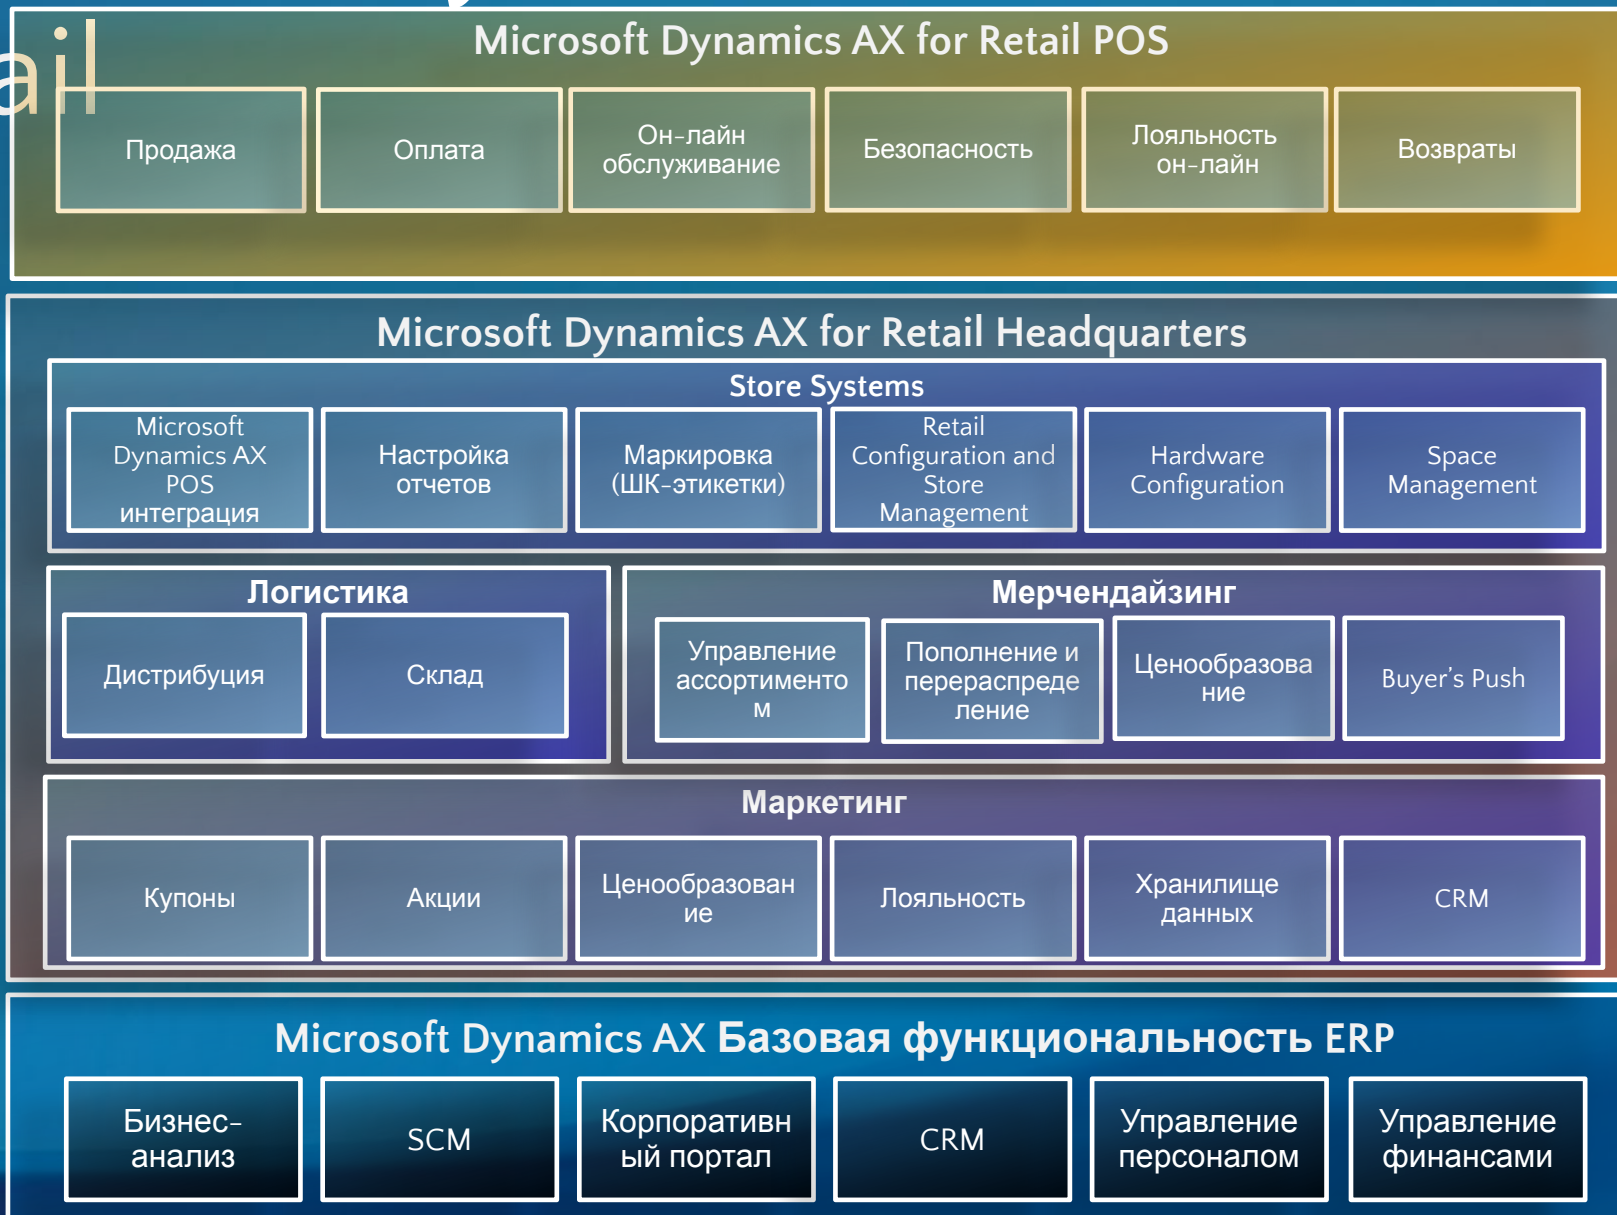 Microsoft Dynamics AX for Retail POS
ail
Продажа
Оплата
Он-лайн
обслуживание
Безопасность
Лояльность
он-лайн
Возвраты
Microsoft Dynamics AX for Retail Headquarters
Store Systems
Microsoft
Dynamics AX
POS
интеграция
Настройка
отчетов
Маркировка
(ШК-этикетки)
Retail
Configuration and
Store
Management
Hardware
Configuration
Space
Management
Логистика
Дистрибуция
Склад
Мерчендайзинг
Управление
ассортименто
м
Пополнение и
перераспреде
ление
Ценообразова
ние
Buyer's Push
Маркетинг
Купоны
Акции
Ценообразован
ие
Лояльность
Хранилище
данных
CRM
Microsoft Dynamics AX Базовая функциональность ERP
Бизнес-
анализ
SCM
Корпоративн
ый портал
CRM
Управление
персоналом
Управление
финансами